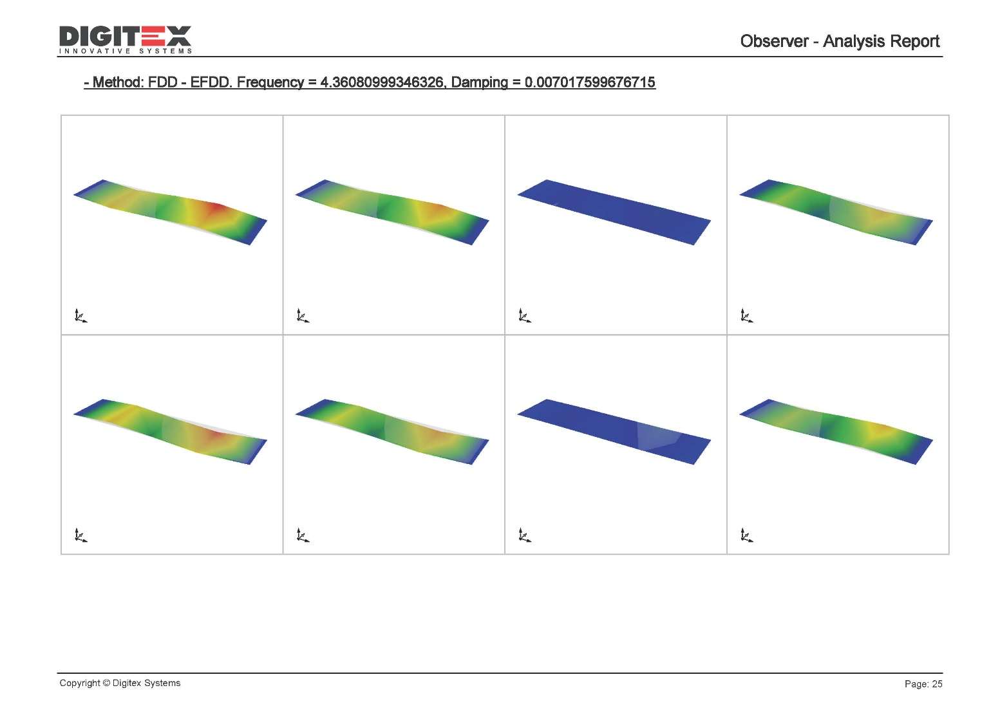 DIGITEX
INNOVATIVE SYSTEMS
Observer - Analysis Report
- Method: FDD - EFDD. Frequency = 4.36080999346326, Damping = 0.007017599676715
Copyright © Digitex Systems
Page: 25